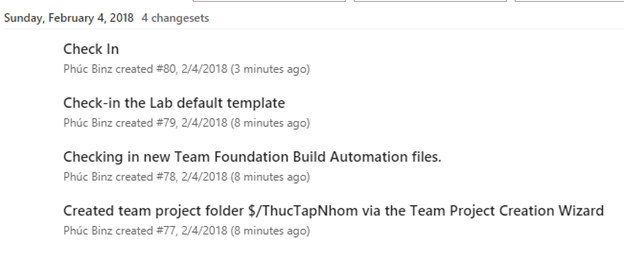 Sunday, February 4, 2018 4 changesets
Check In
Phúc Binz created #80, 2/4/2018 (3 minutes ago)
Check-in the Lab default template
Phúc Binz created #79, 2/4/2018 (8 minutes ago)
Checking in new Team Foundation Build Automation files.
Phúc Binz created #78, 2/4/2018 (8 minutes ago)
Created team project folder $/ThucTapNhom via the Team Project Creation Wizard
Phúc Binz created #77, 2/4/2018 (8 minutes ago)